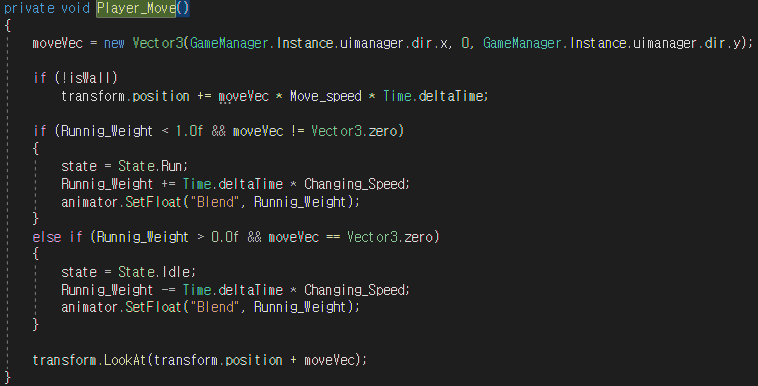 private void Player_Move()
{
moveVec = new Vector3(GameManager.Instance.uimanager.dir.x, 0, GameManager.Instance.uimanager.dir.y);
if (!isWall)
transform.position += moveVec * Move_speed * Time.deltaTime;
if (Runnig_Weight < 1.0f && moveVec != Vector3.zero)
{
state = State.Run;
Runnig_Weight += Time.deltaTime * Changing_Speed;
animator.SetFloat("Blend", Runnig_Weight);
}
else if (Runnig_Weight > 0.0f && moveVec == Vector3.zero)
{
state = State.Idle;
Runnig_Weight -= Time.deltaTime * Changing_Speed;
animator.SetFloat("Blend", Runnig_Weight);
}
transform.LookAt(transform.position + moveVec);
}